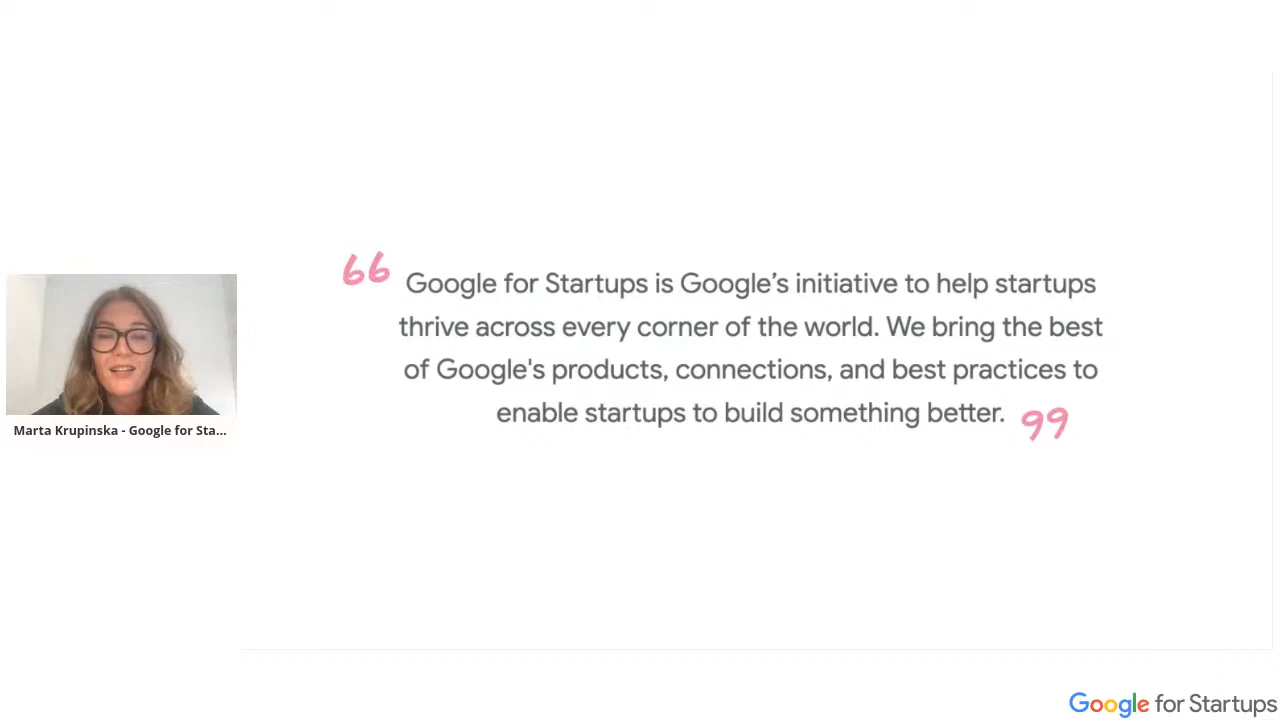 Google for Startups is Google’s initiative to help startups
thrive across every corner of the world. We bring the best
of Google's products, connections, and best practices to
enable startups to build something better.
Marta Krupinska - Google for Sta...
Google for Startups